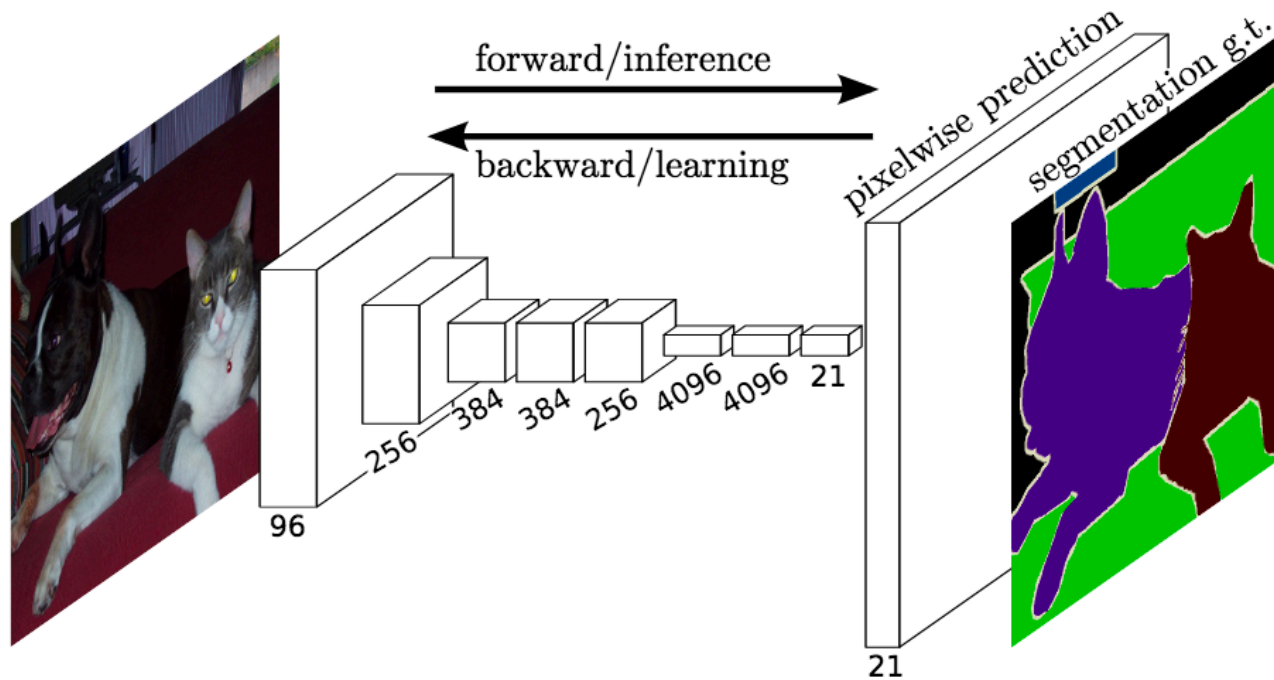 forward/inference
backward/learning
pixelwise prediction
segmentation g.t.
96
256
384
384
256
4096
4096
21
21